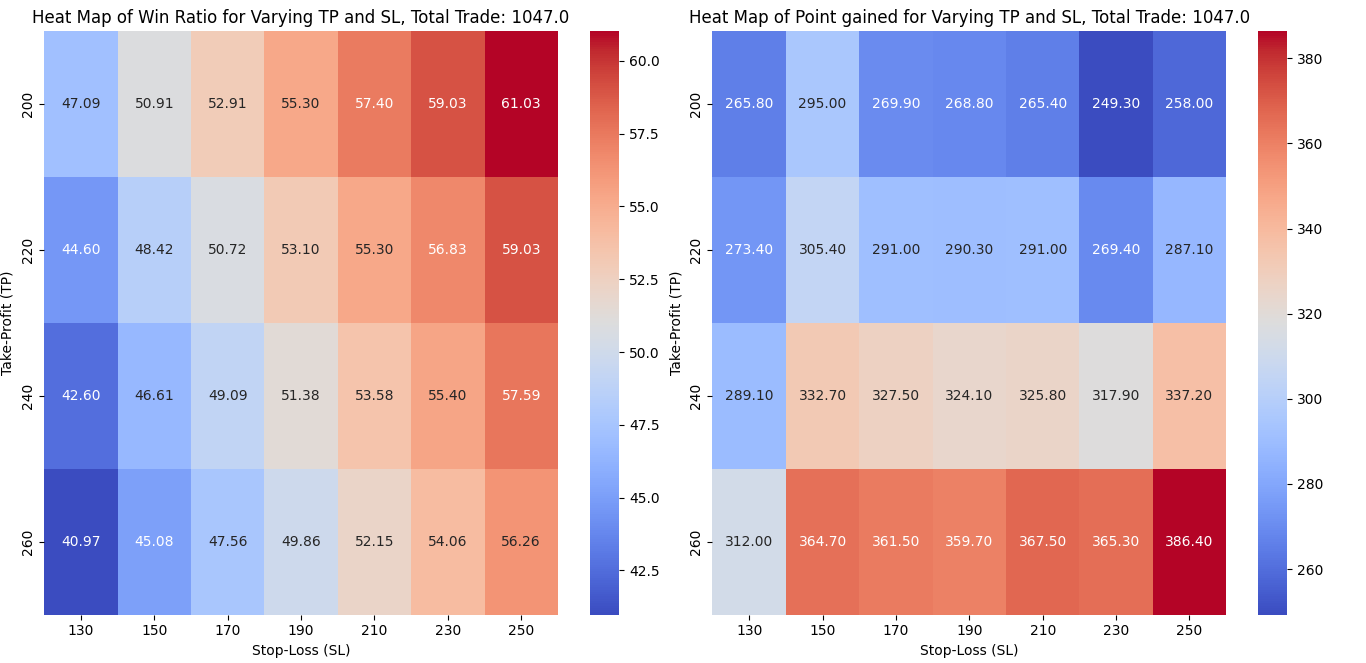 Heat Map of Win Ratio for Varying TP and SL, Total Trade: 1047.0
Take-Profit (TP)
200 47.09 50.91 52.91 55.30 57.40 59.03 61.03
220 44.60 48.42 50.72 53.10 55.30 56.83 59.03
240 42.60 46.61 49.09 51.38 53.58 55.40 57.59
260 40.97 45.08 47.56 49.86 52.15 54.06 56.26
130 150 170 190 210 230 250
Stop-Loss (SL)
60.0
57.5
55.0
52.5
50.0
47.5
45.0
42.5
Heat Map of Point gained for Varying TP and SL, Total Trade: 1047.0
Take-Profit (TP)
200 265.80 295.00 269.90 268.80 265.40 249.30 258.00
220 273.40 305.40 291.00 290.30 291.00 269.40 287.10
240 289.10 332.70 327.50 324.10 325.80 317.90 337.20
260 312.00 364.70 361.50 359.70 367.50 365.30 386.40
130 150 170 190 210 230 250
Stop-Loss (SL)
380
360
340
320
300
280
260